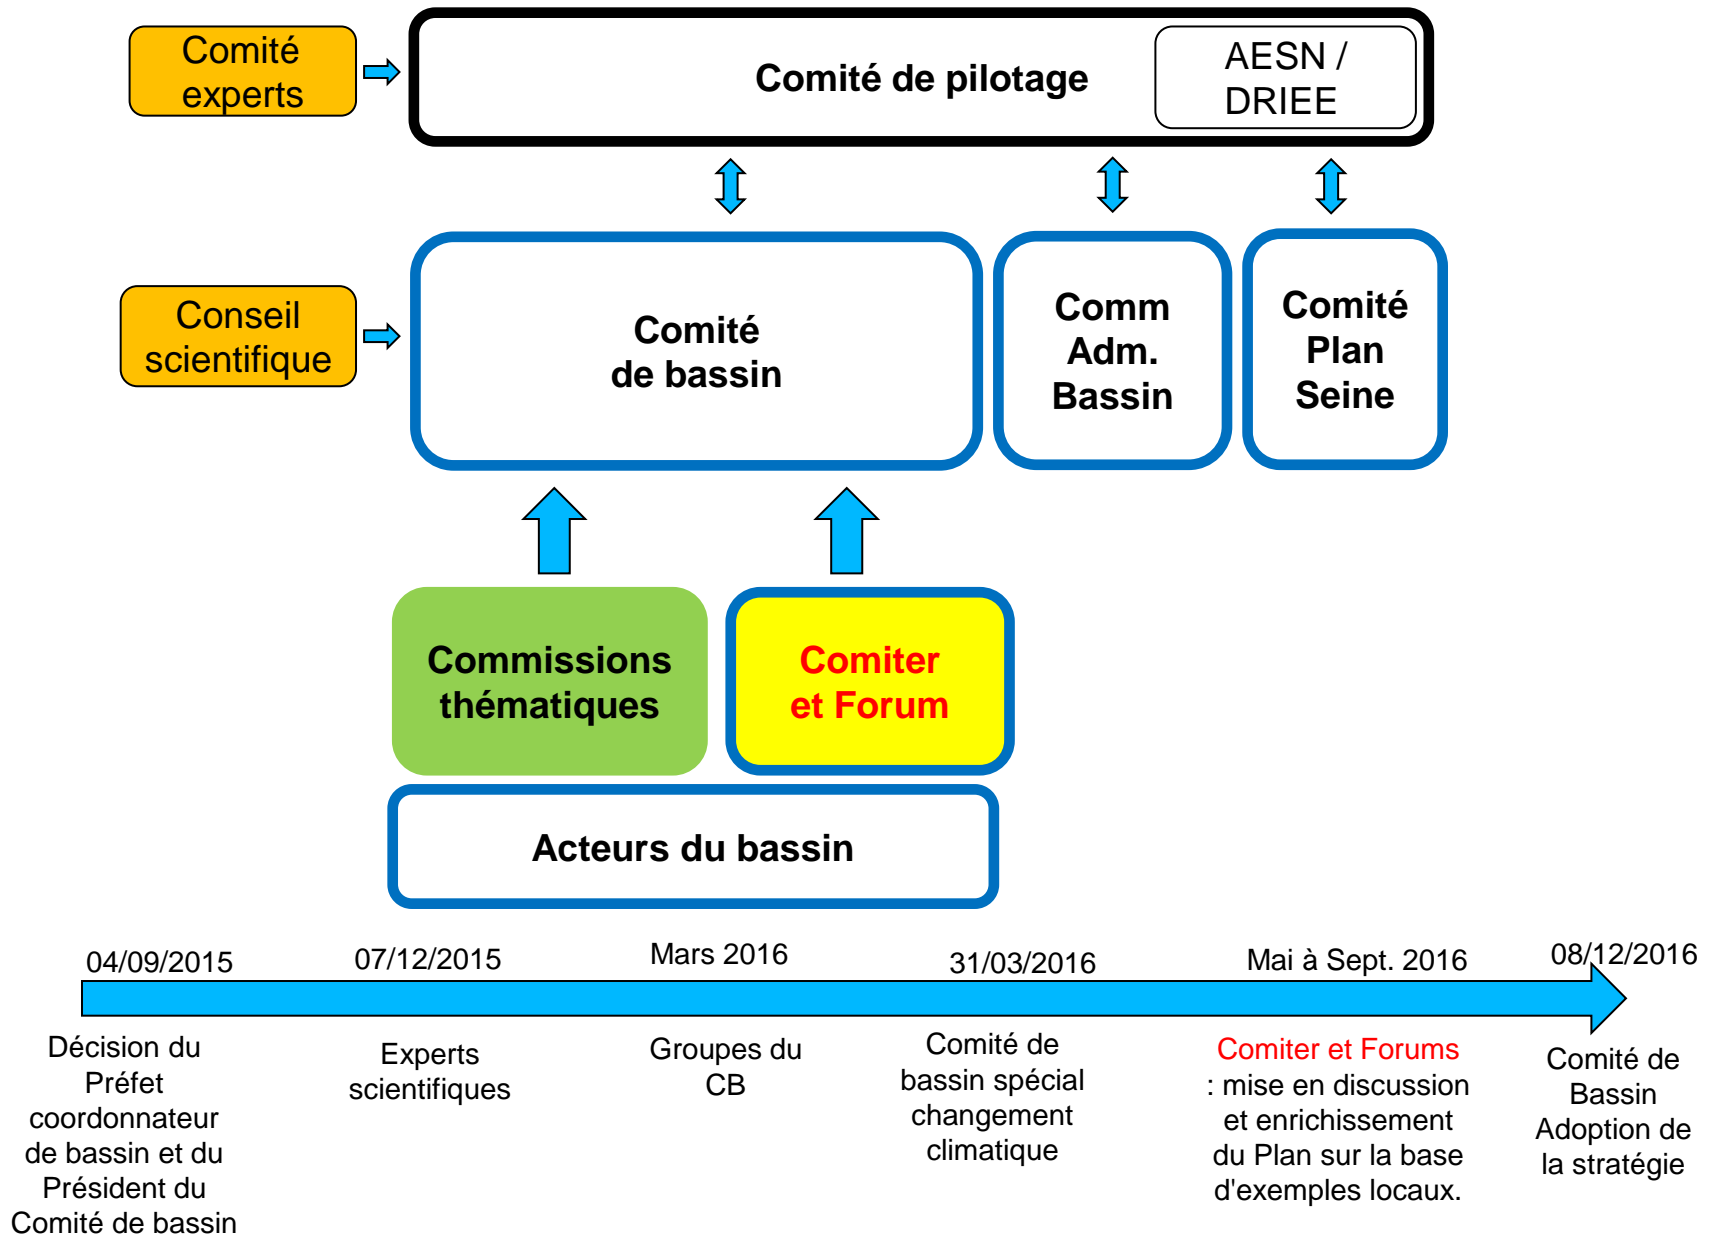 Comité
experts
Comité de pilotage
AESN /
DRIEE
Conseil
scientifique
Comité
de bassin
Comm
Adm.
Bassin
Comité
Plan
Seine
Commissions
thématiques
Comiter
et Forum
Acteurs du bassin
04/09/2015
07/12/2015
Mars 2016
31/03/2016
Mai à Sept. 2016
08/12/2016
Décision du
Préfet
coordonnateur
de bassin et du
Président du
Comité de bassin
Experts
scientifiques
Groupes du
CB
Comité de
bassin spécial
changement
climatique
Comiter et Forums
: mise en discussion
et enrichissement
du Plan sur la base
d'exemples locaux.
Comité de
Bassin
Adoption de
la stratégie